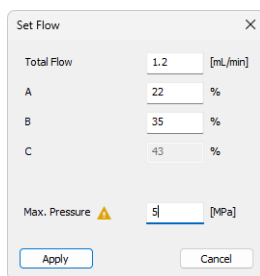 Set Flow
Total Flow 1.2 [mL/min]
A 22 %
B 35 %
C 43 %
Max. Pressure 5 [MPa]
Apply Cancel